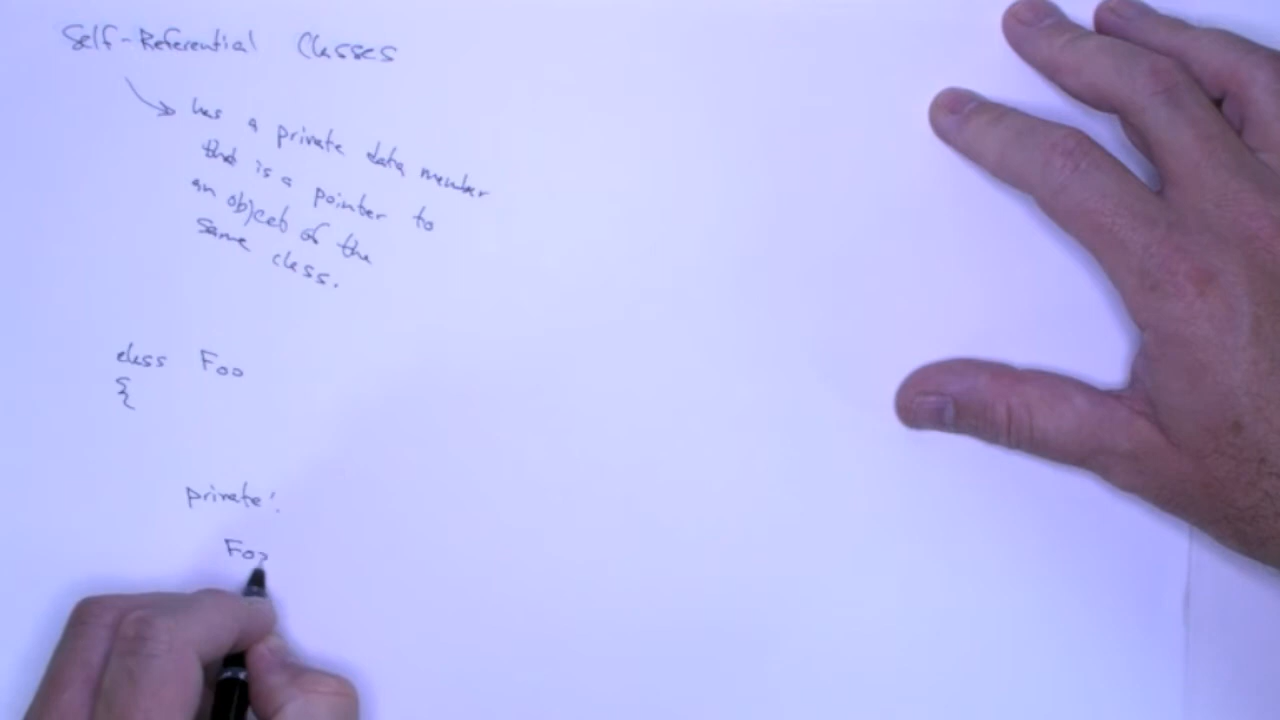 Self-Referential Classes
has a private data member
that is a pointer to
an object of the
same class.
class Foo
{
private:
Foo